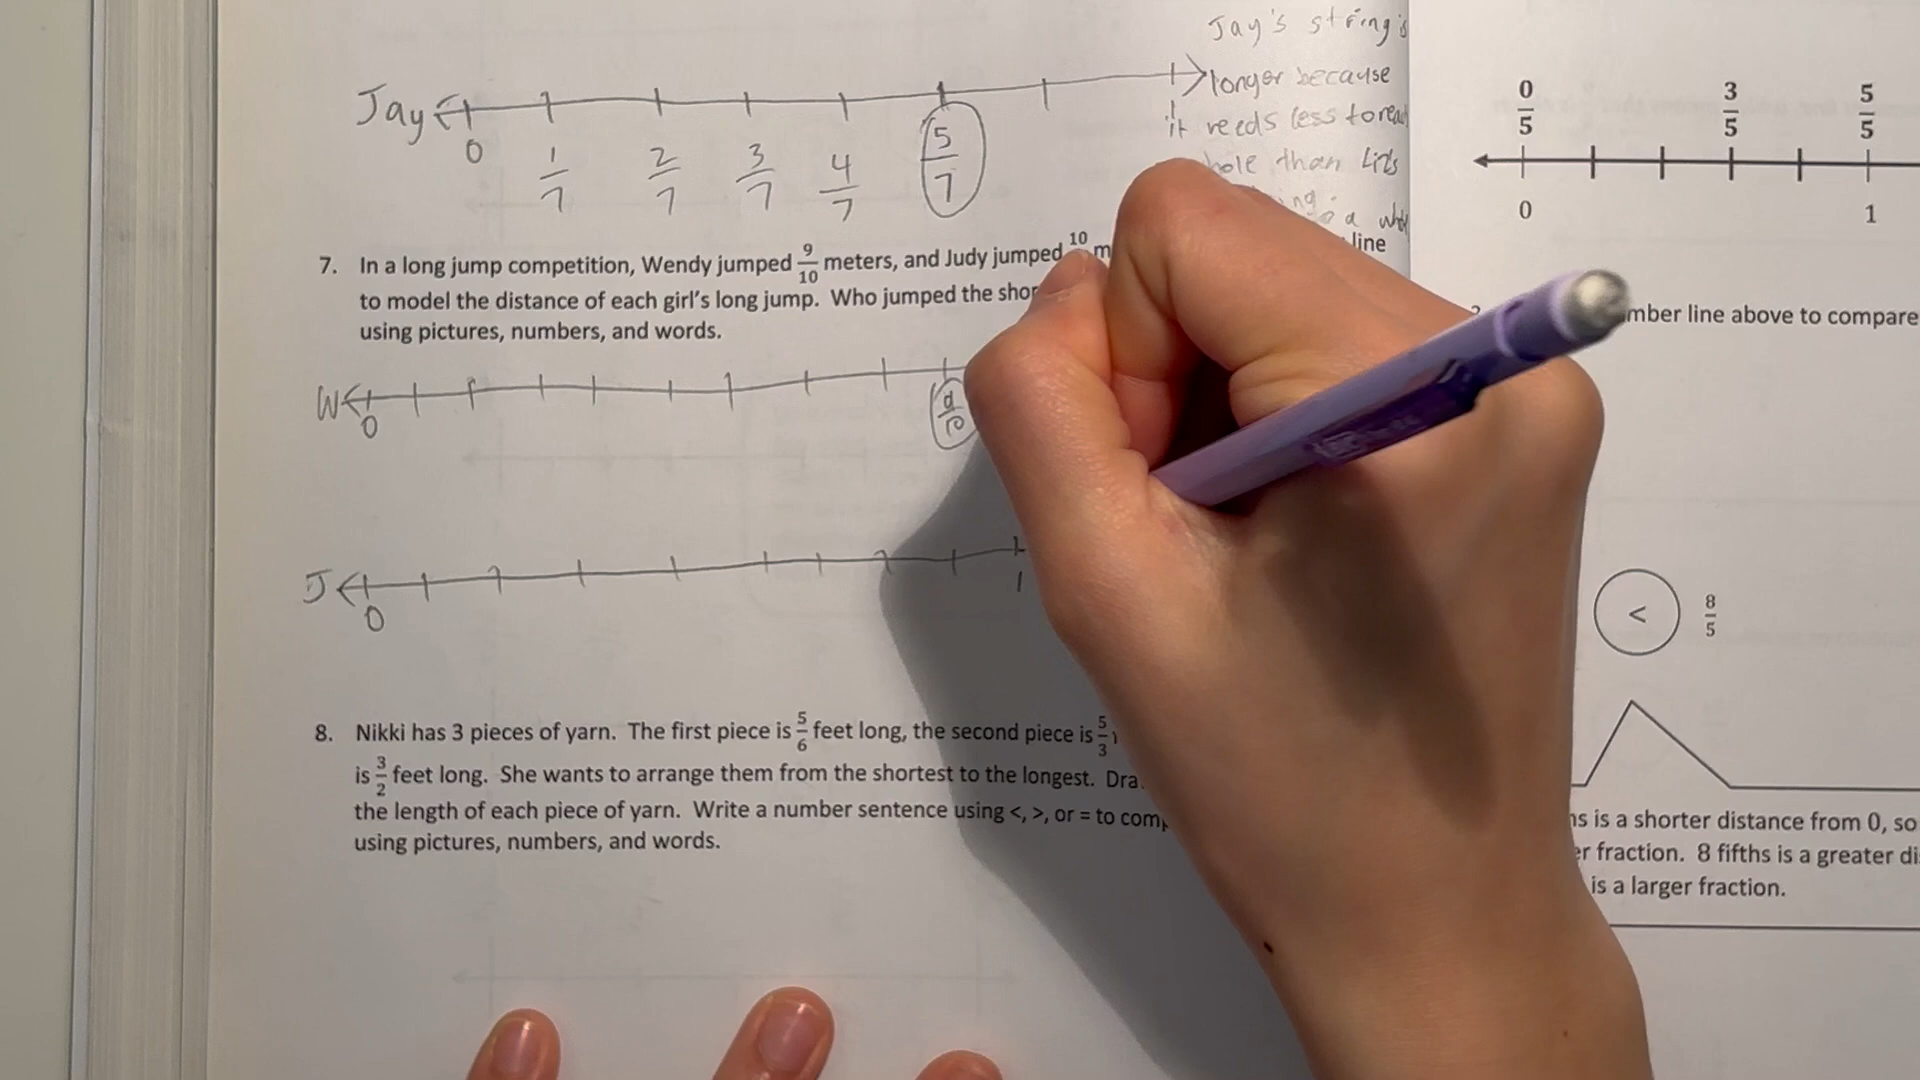 Jay's string is
Jay longer because
it needs less to reach
than
0 1/7 2/7 3/7 4/7 5/7
a whole
7. In a long jump competition, Wendy jumped 9/10 meters, and Judy jumped 10 line
to model the distance of each girl's long jump. Who jumped the
using pictures, numbers, and words.
W
0 9/10
J
0 1
8. Nikki has 3 pieces of yarn. The first piece is 5/6 feet long, the second piece is 5/3
is 3/2 feet long. She wants to arrange them from the shortest to the longest.
the length of each piece of yarn. Write a number sentence using <, >, or = to
using pictures, numbers, and words.
0/5 3/5 5/5
0 1
line above to compare
< 8/5
is a shorter distance from 0, so
fraction. 8 fifths is a greater
is a larger fraction.